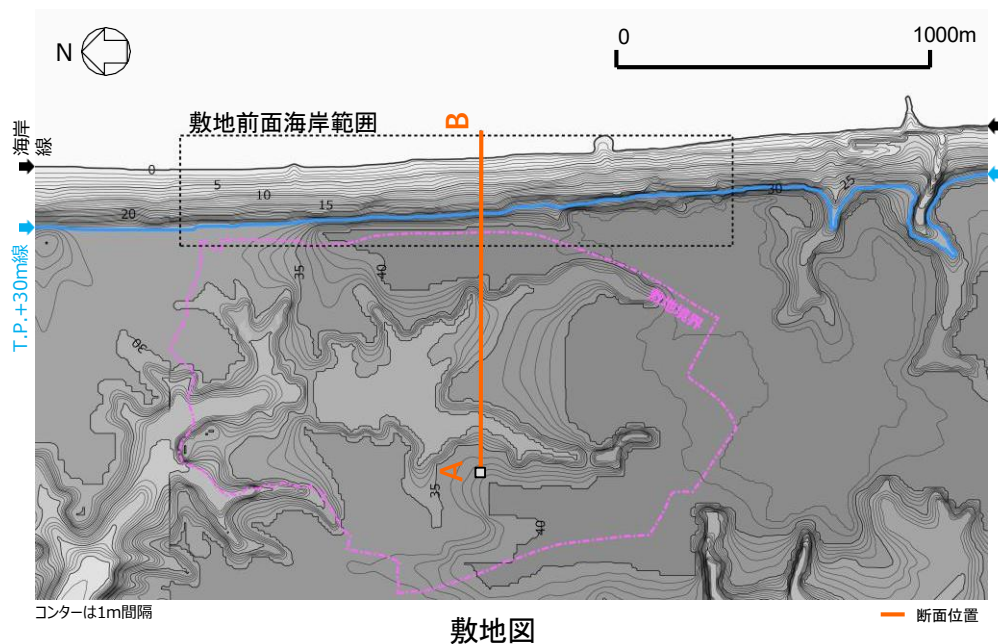 N
0
1000m
敷地前面海岸範囲
B
海岸線
0
5
10
15
20
30
25
T.P.+30m線
35
40
敷地境界
30
A
35
40
コンターは1m間隔
敷地図
断面位置